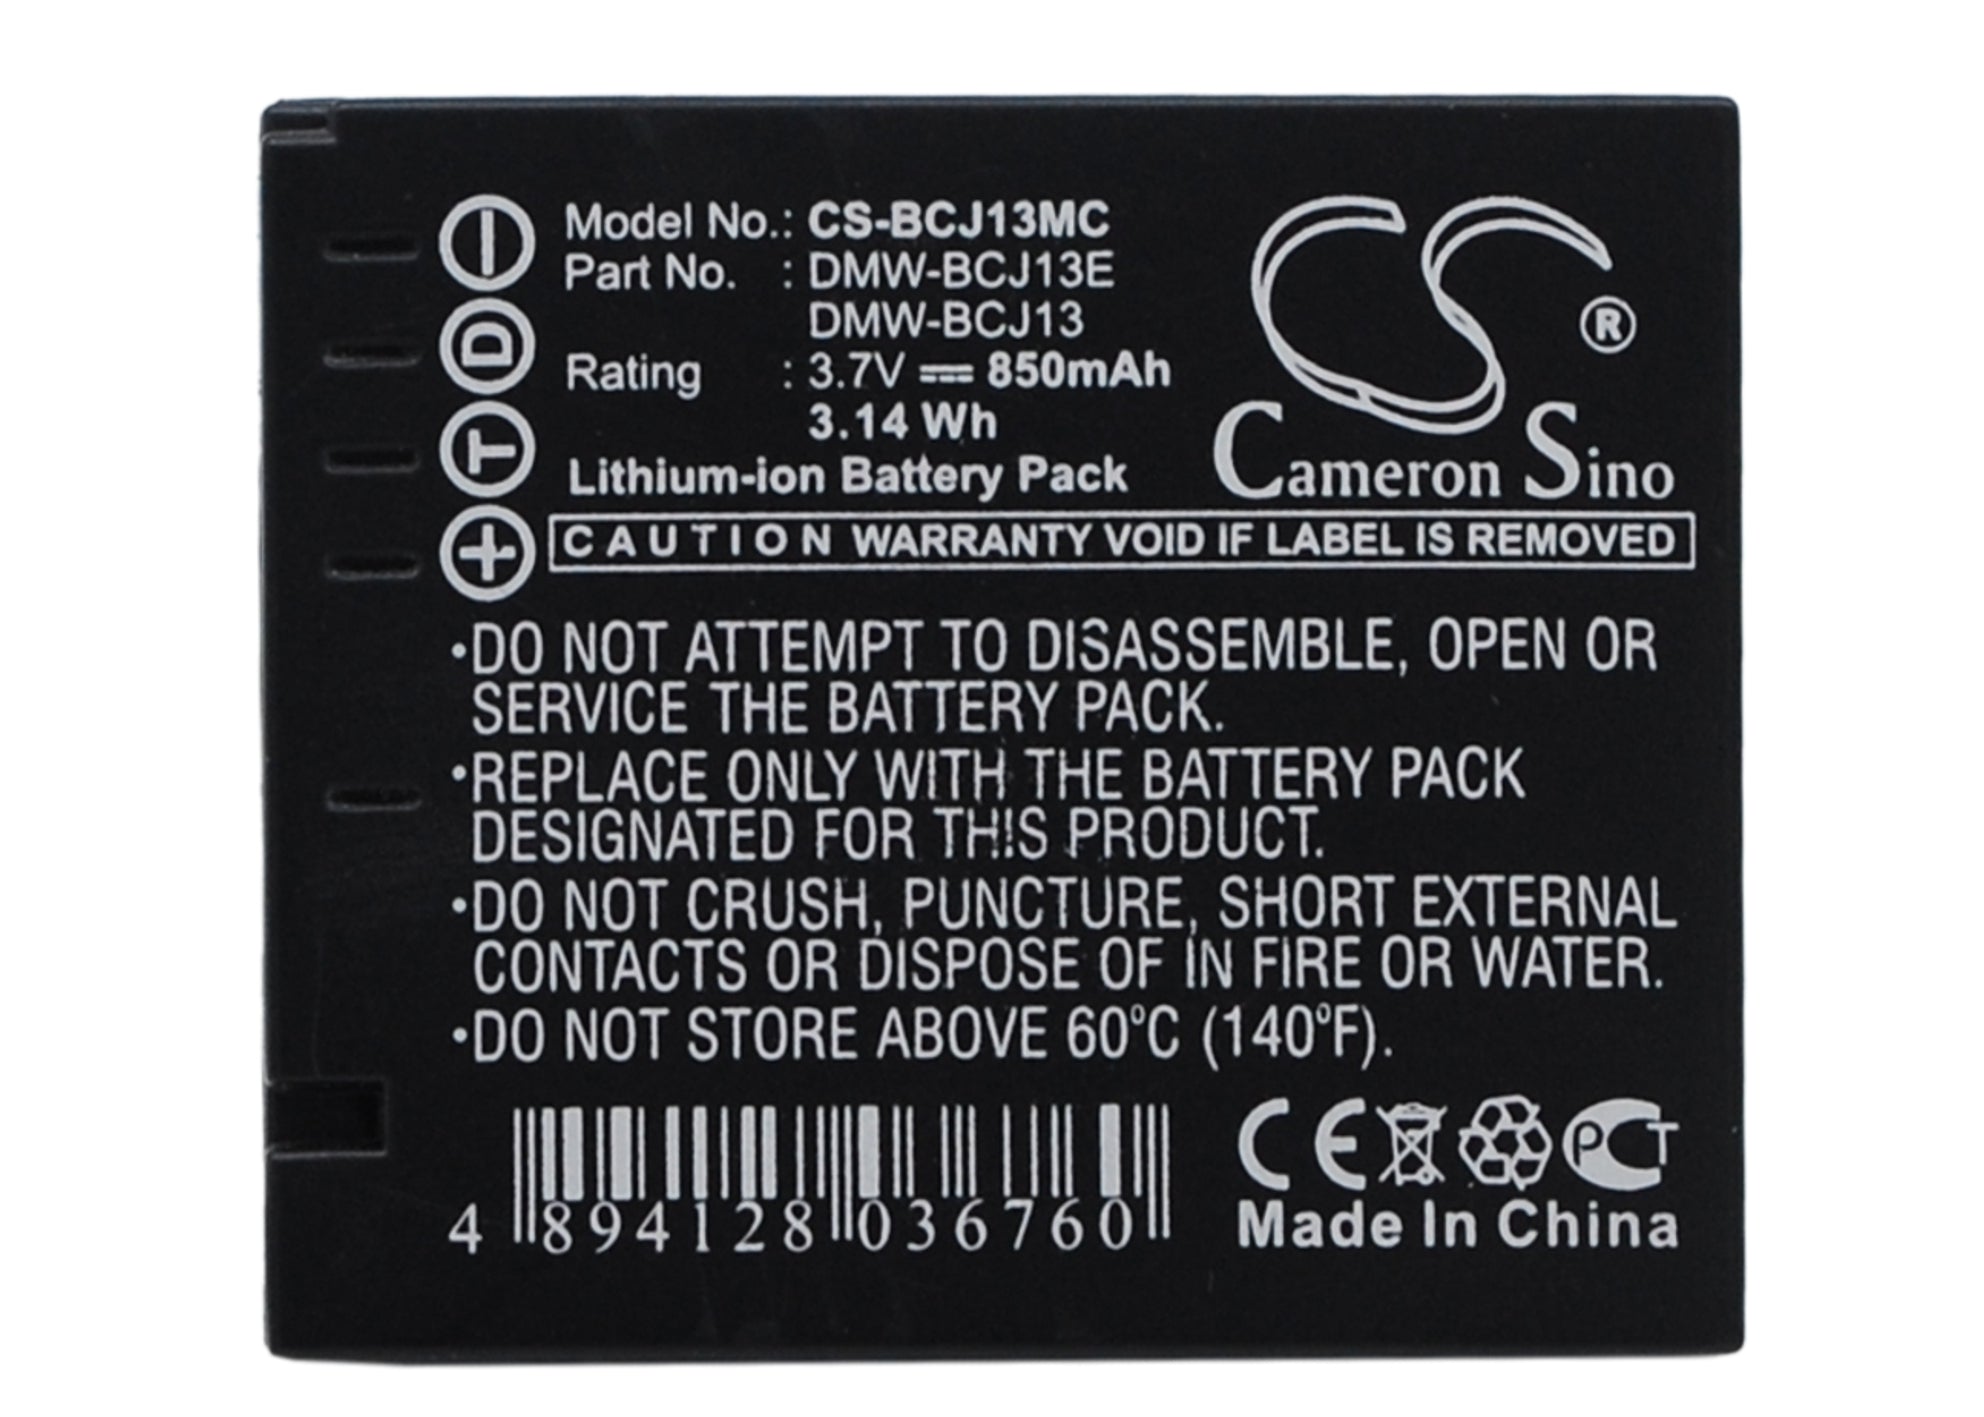 Model No.: CS-BCJ13MC
Part No. : DMW-BCJ13E
DMW-BCJ13
Rating : 3.7V 850mAh
3.14 Wh
Lithium-ion Battery Pack
CS ®
Cameron Sino
− D T +
CAUTION WARRANTY VOID IF LABEL IS REMOVED
•DO NOT ATTEMPT TO DISASSEMBLE, OPEN OR
SERVICE THE BATTERY PACK.
•REPLACE ONLY WITH THE BATTERY PACK
DESIGNATED FOR THIS PRODUCT.
•DO NOT CRUSH, PUNCTURE, SHORT EXTERNAL
CONTACTS OR DISPOSE OF IN FIRE OR WATER.
•DO NOT STORE ABOVE 60°C (140°F).
4 894128 036760
CE PCT
Made In China